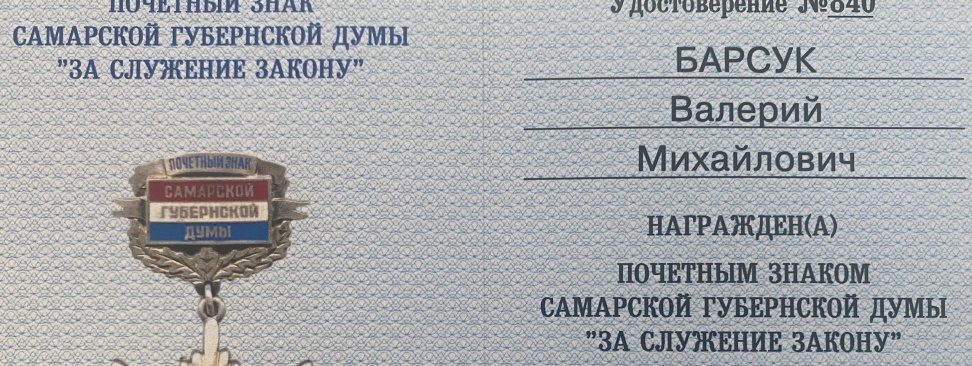 ПОЧЕТНЫЙ ЗНАК
САМАРСКОЙ ГУБЕРНСКОЙ ДУМЫ
"ЗА СЛУЖЕНИЕ ЗАКОНУ"
ПОЧЕТНЫЙ ЗНАК
САМАРСКОЙ
ГУБЕРНСКОЙ
ДУМЫ
Удостоверение №840
БАРСУК
Валерий
Михайлович
НАГРАЖДЕН(А)
ПОЧЕТНЫМ ЗНАКОМ
САМАРСКОЙ ГУБЕРНСКОЙ ДУМЫ
"ЗА СЛУЖЕНИЕ ЗАКОНУ"